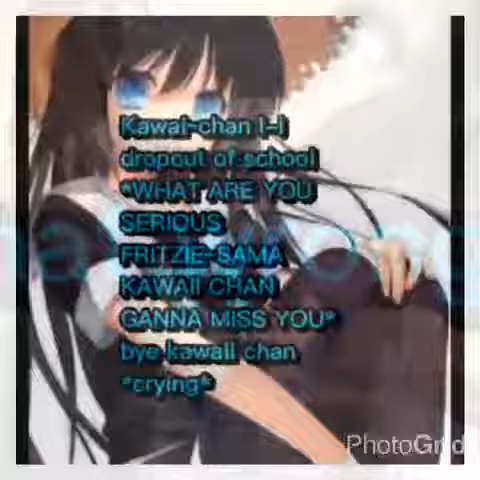 Kawai-chan I-I
dropout of school
*WHAT ARE YOU
SERIOUS
FRITZIE-SAMA
KAWAII CHAN
GANNA MISS YOU*
bye kawaii chan
*crying*
PhotoGrid